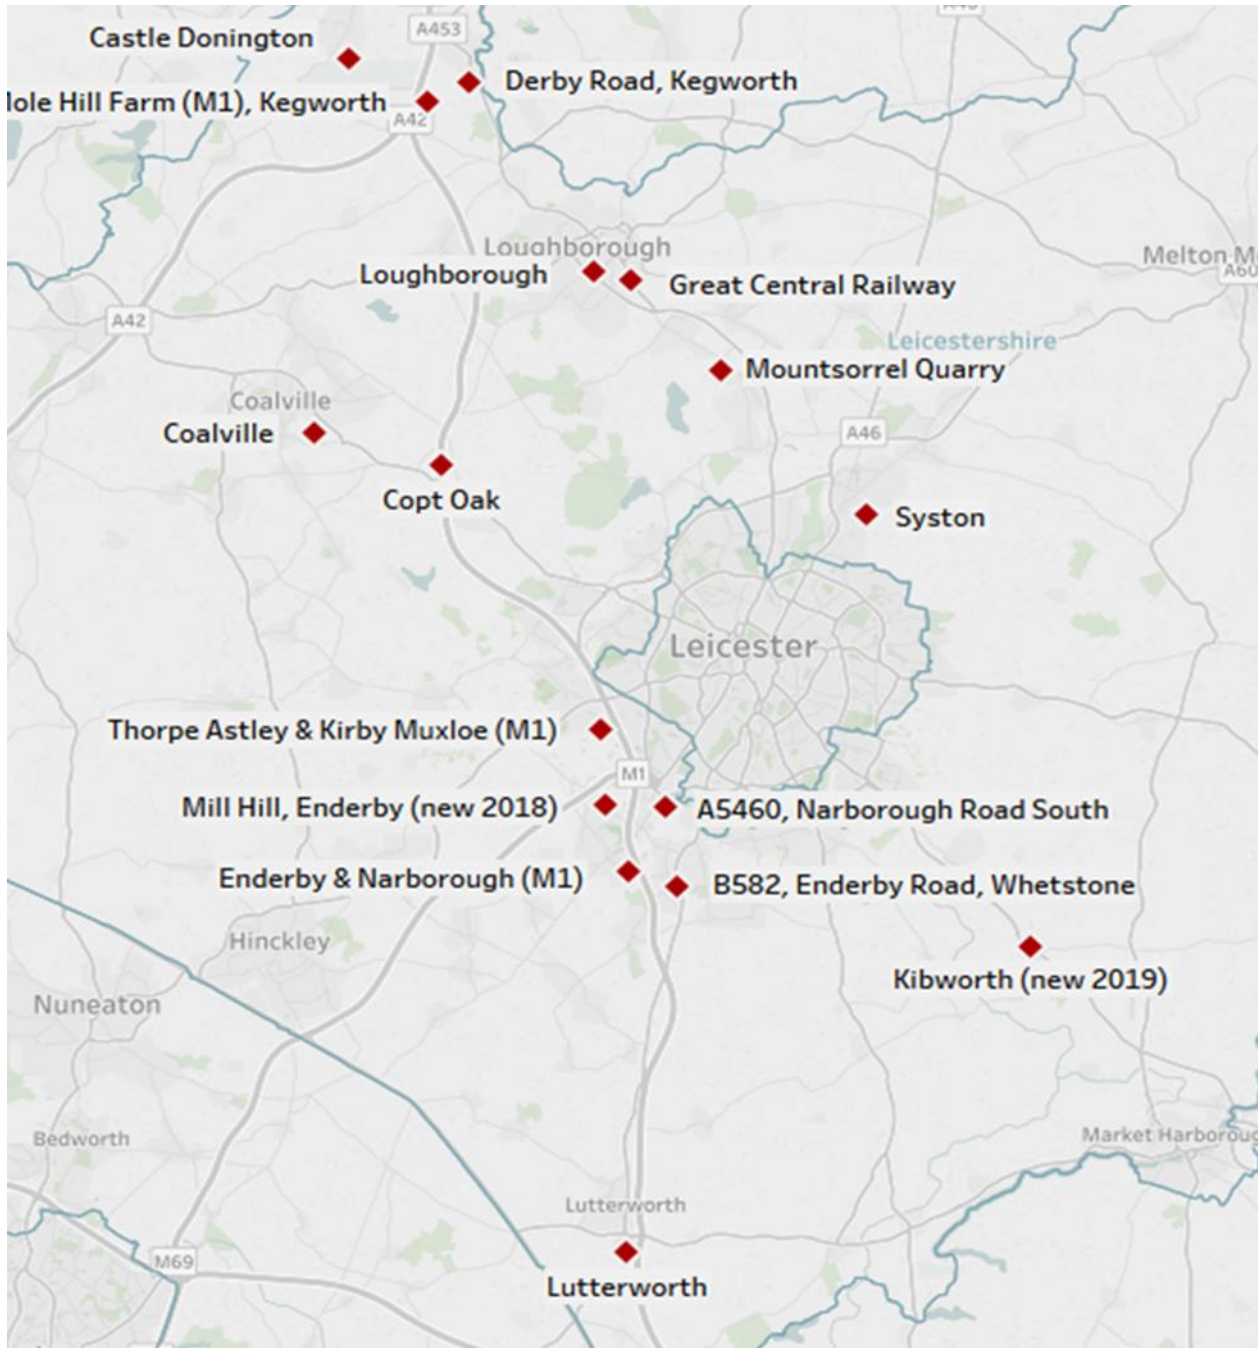 Castle Donington
A453
Derby Road, Kegworth
Hill Farm (M1), Kegworth
A42
Loughborough
Loughborough
Great Central Railway
Melton
A42
Leicestershire
Mountsorrel Quarry
Coalville
Coalville
A46
Copt Oak
Syston
Leicester
Thorpe Astley & Kirby Muxloe (M1)
M1
Mill Hill, Enderby (new 2018)
A5460, Narborough Road South
Enderby & Narborough (M1)
B582, Enderby Road, Whetstone
Hinckley
Kibworth (new 2019)
Nuneaton
Bedworth
Market
Lutterworth
M69
Lutterworth